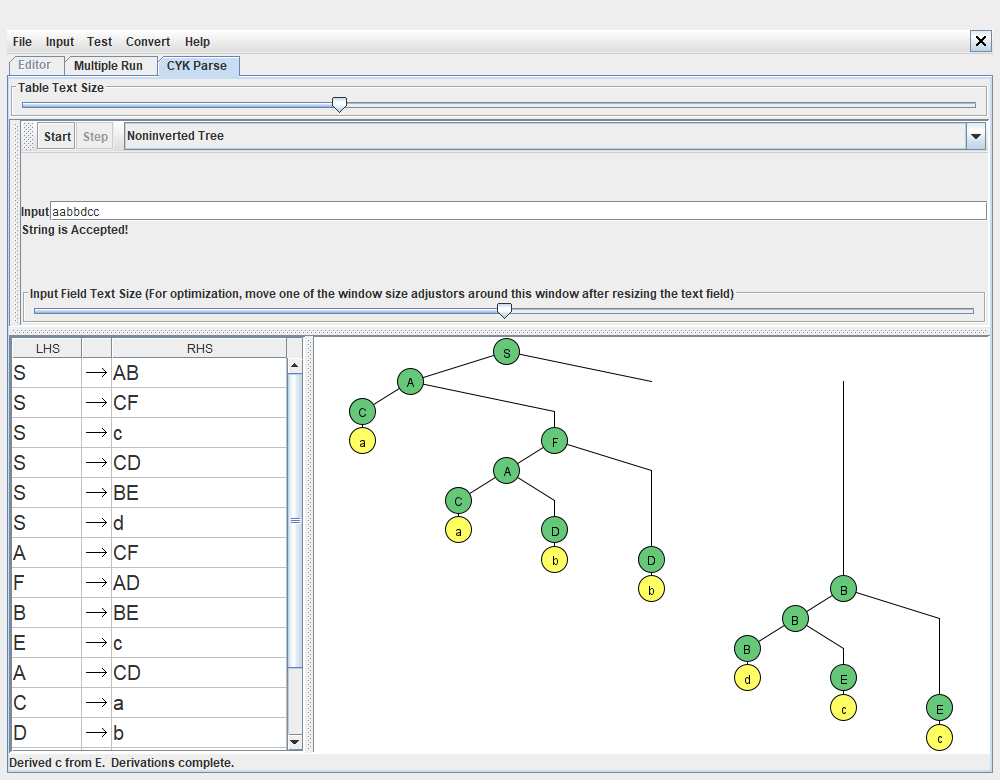 File Input Test Convert Help
Editor Multiple Run CYK Parse
Table Text Size
Start Step Noninverted Tree
Input aabbdcc
String is Accepted!
Input Field Text Size (For optimization, move one of the window size adjustors around this window after resizing the text field)
LHS RHS
S → AB
S → CF
S → c
S → CD
S → BE
S → d
A → CF
F → AD
B → BE
E → c
A → CD
C → a
D → b
S
A
C
a F
A
C
a D
b D
b B
B
B
d E
c E
c
Derived c from E. Derivations complete.